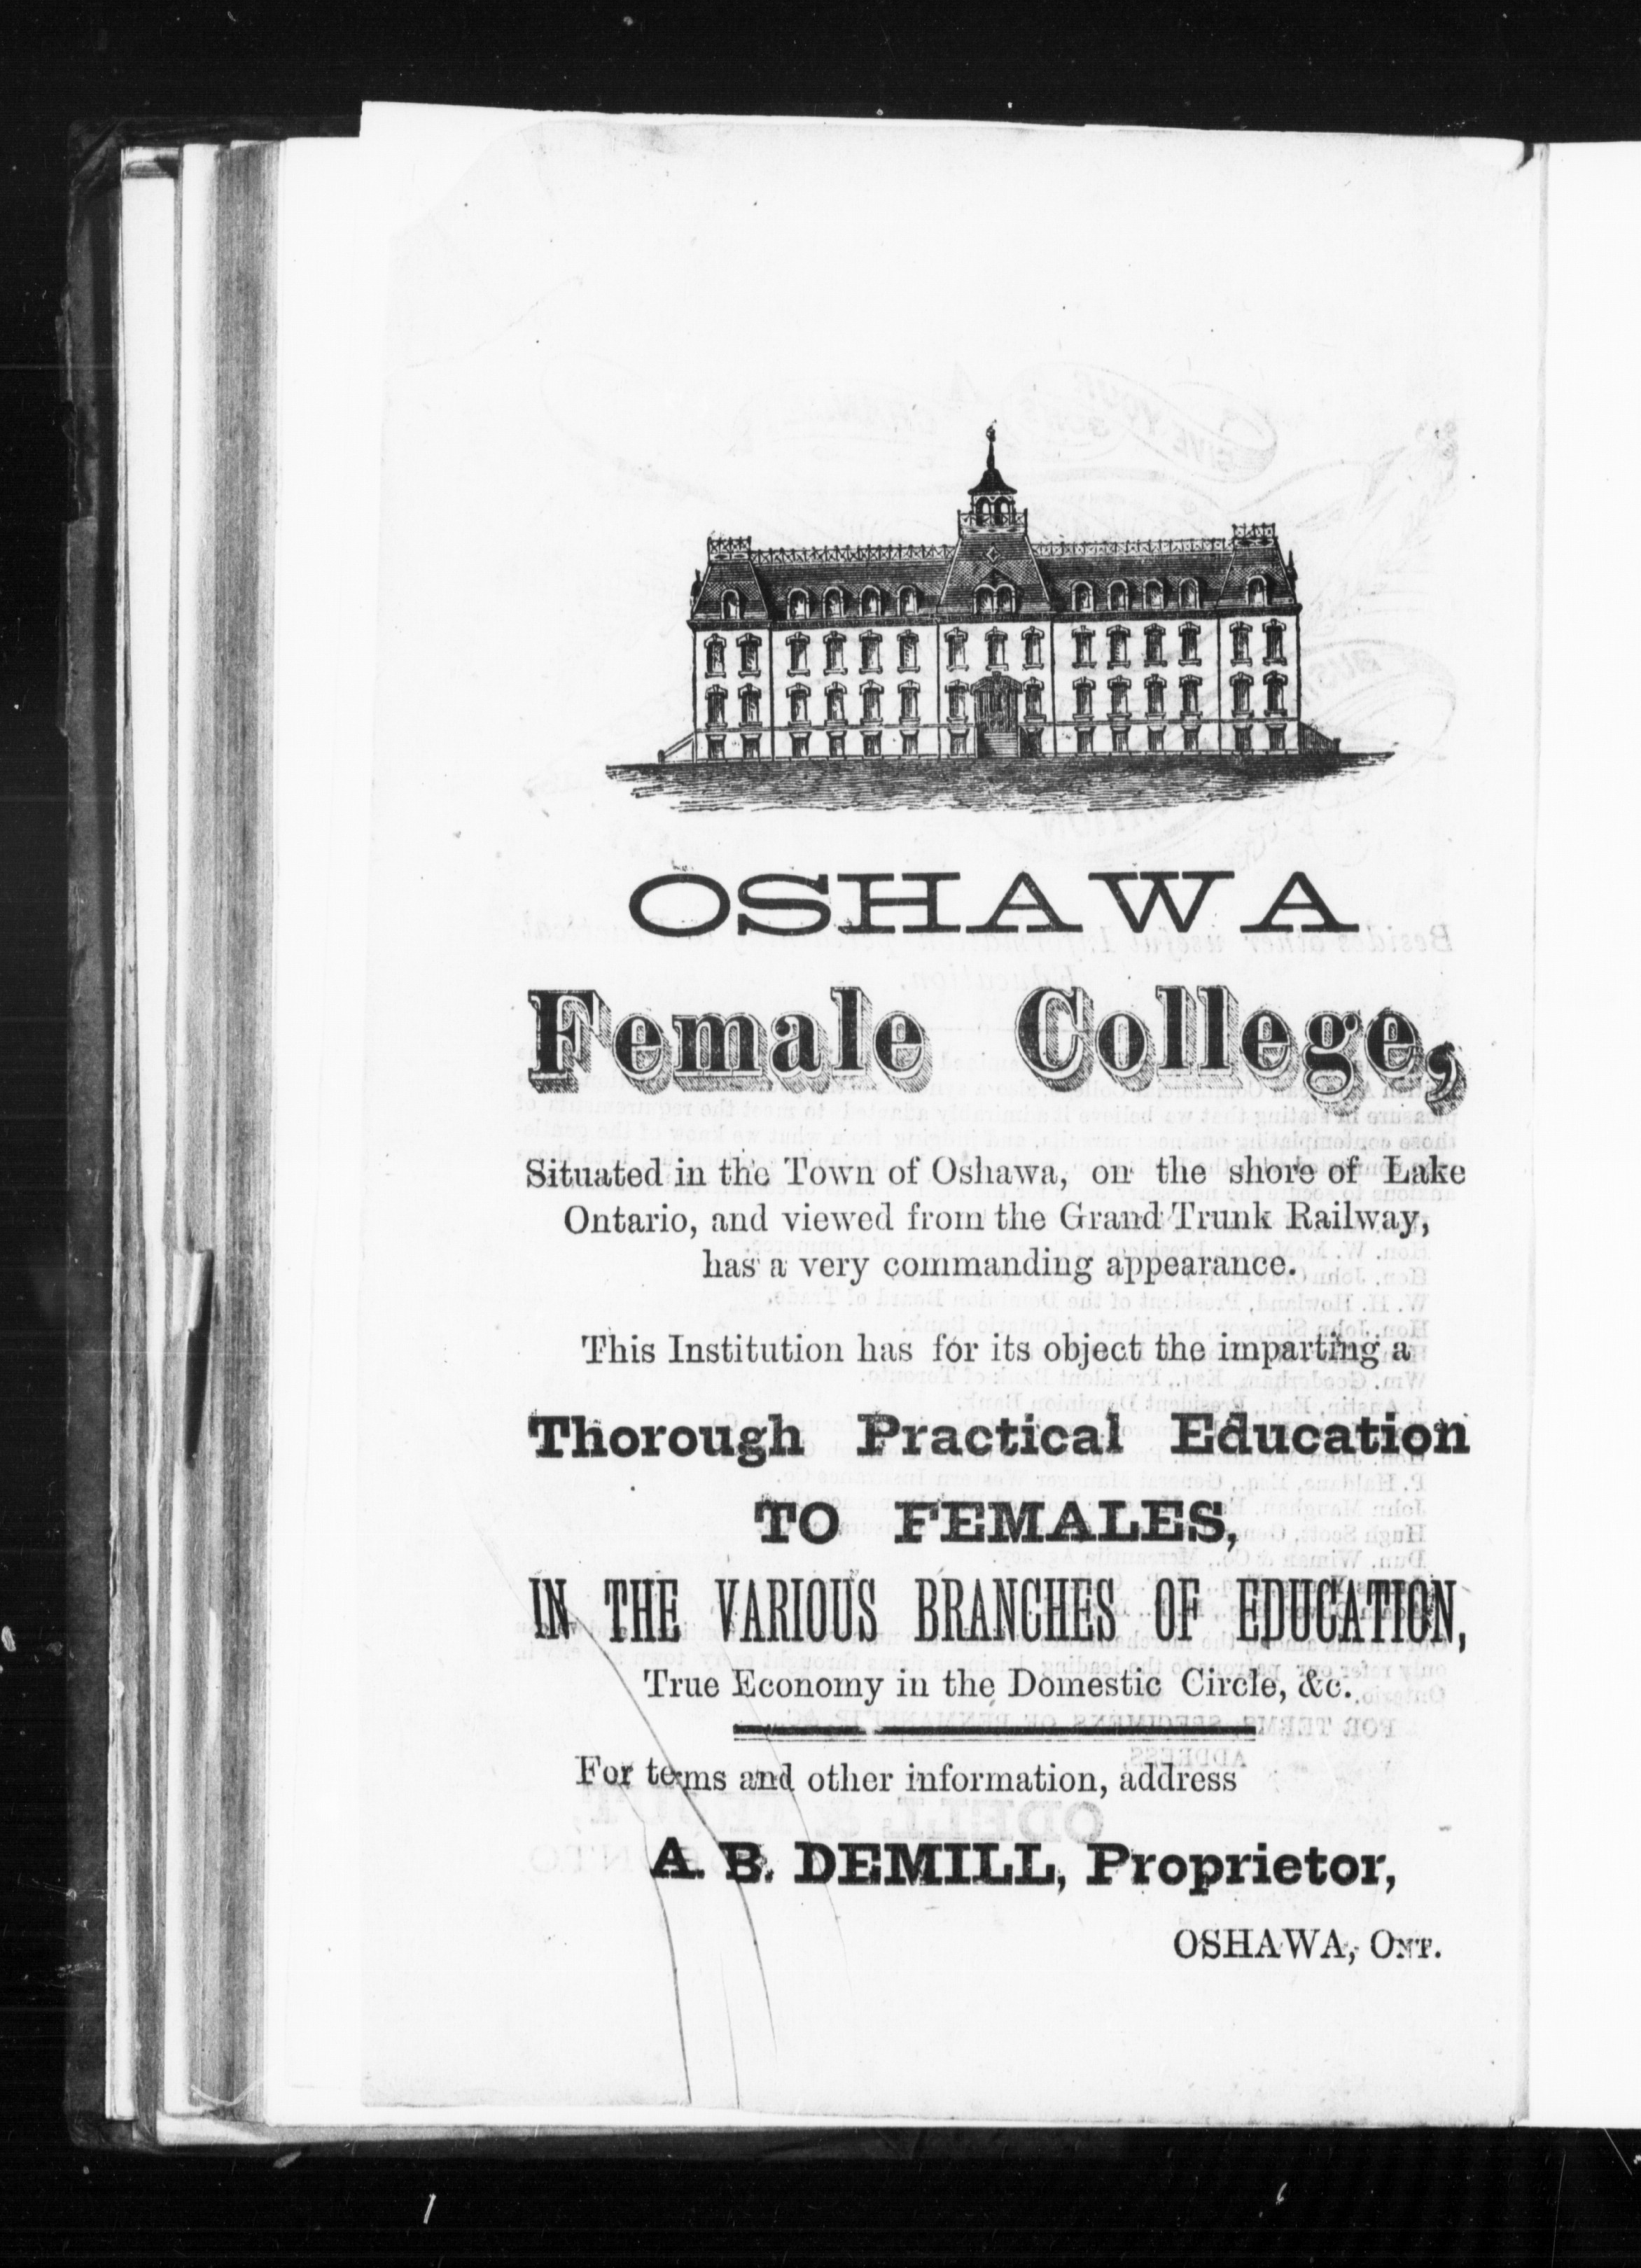 OSHAWA
Female College,
Situated in the Town of Oshawa, on the shore of Lake
Ontario, and viewed from the Grand Trunk Railway,
has a very commanding appearance.
This Institution has for its object the imparting a
Thorough Practical Education
TO FEMALES,
IN THE VARIOUS BRANCHES OF EDUCATION,
True Economy in the Domestic Circle, &c.
For terms and other information, address
A. B. DEMILL, Proprietor,
OSHAWA, ONT.